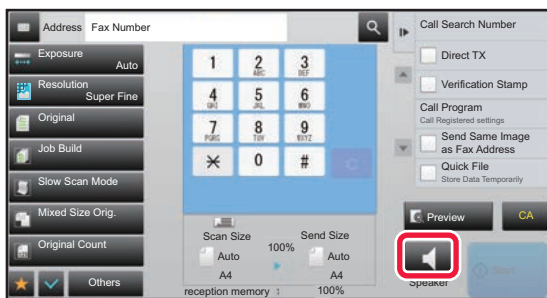 Address Fax Number
Exposure
Auto
Resolution
Super Fine
Original
Job Build
Slow Scan Mode
Mixed Size Orig.
Original Count
Others
1
2
ABC
3
DEF
4
GHI
5
JKL
6
MNO
7
PQRS
8
TUV
9
WXYZ
0
#
C
Scan Size
100%
Send Size
Auto
A4
Auto
A4
reception memory : 100%
Call Search Number
Direct TX
Verification Stamp
Call Program
Call Registered settings
Send Same Image
as Fax Address
Quick File
Store Data Temporarily
Preview
CA
Speaker
Start